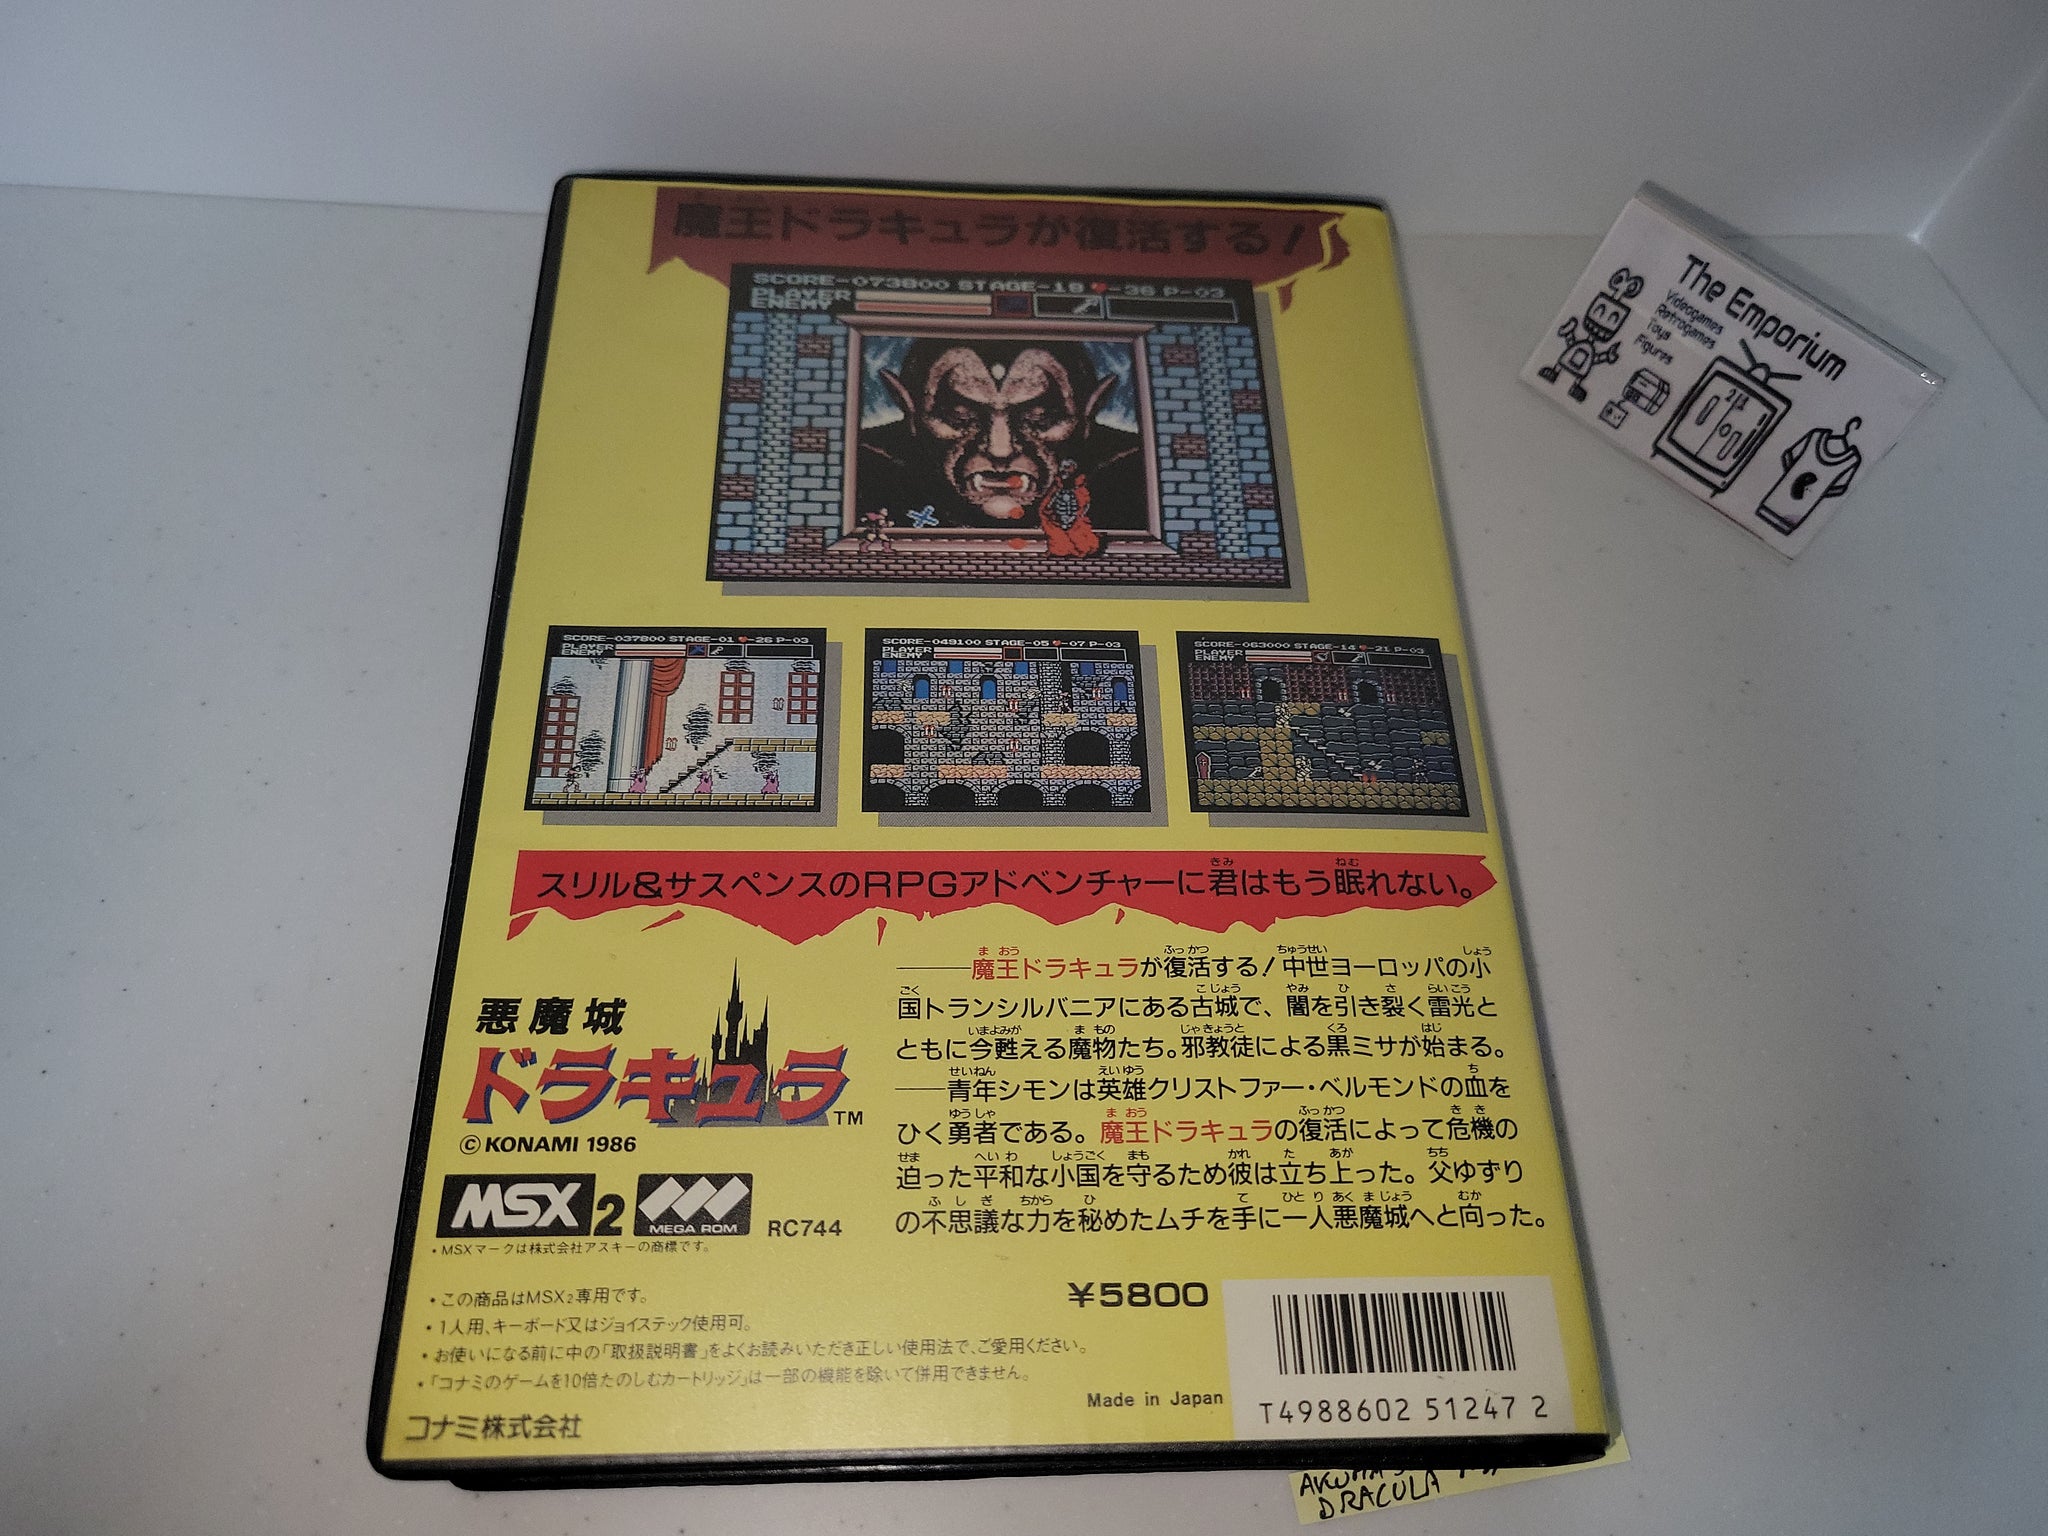 魔王ドラキュラが復活する!
SCORE-073800 STAGE-18 ♥-36 P-03
PLAYER
ENEMY
SCORE-037800 STAGE-01 ♥-26 P-03
PLAYER
ENEMY
SCORE-049100 STAGE-05 ♥-07 P-03
PLAYER
ENEMY
SCORE-063000 STAGE-14 ♥-21 P-03
PLAYER
ENEMY
スリル&サスペンスのRPGアドベンチャーに君はもう眠れない。
——魔王ドラキュラが復活する!中世ヨーロッパの小
国トランシルバニアにある古城で、闇を引き裂く雷光と
ともに今甦える魔物たち。邪教徒による黒ミサが始まる。
——青年シモンは英雄クリストファー・ベルモンドの血を
ひく勇者である。魔王ドラキュラの復活によって危機の
迫った平和な小国を守るため彼は立ち上った。父ゆずり
の不思議な力を秘めたムチを手に一人悪魔城へと向った。
悪魔城
ドラキュラ™
©KONAMI 1986
MSX2
MEGA ROM
RC744
・MSXマークは株式会社アスキーの商標です。
・この商品はMSX2専用です。
・1人用、キーボード又はジョイステック使用可。
・お使いになる前に中の「取扱説明書」をよくお読みいただき正しい使用法で、ご愛用ください。
・「コナミのゲームを10倍たのしむカートリッジ」は一部の機能を除いて併用できません。
コナミ株式会社
¥5800
Made in Japan
T4988602 51247 2
The Emporium
Videogames
Retrogames
Toys
Figures
DRACULA